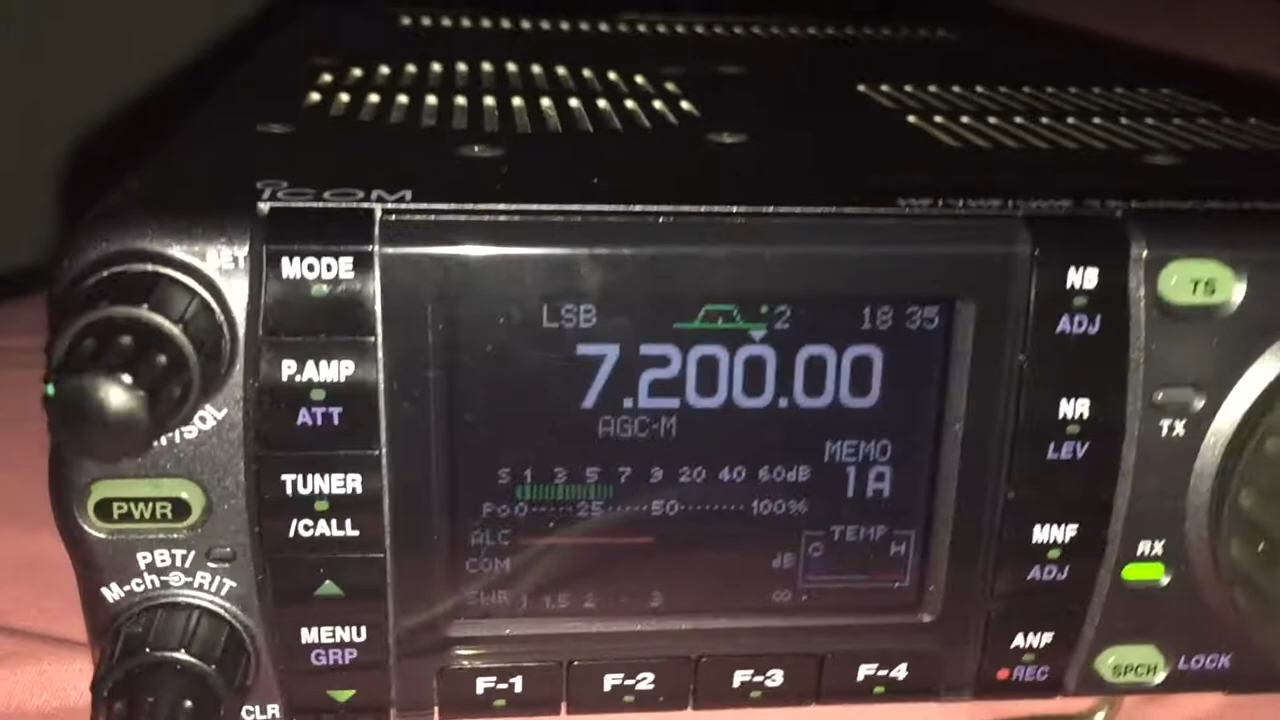 ICOM
SET
MODE
P.AMP
ATT
TUNER
/CALL
PWR
PBT/
M-ch RIT
MENU
GRP
CLR
LSB
2
18 35
7.200.00
AGC-M
MEMO
1A
S 1 3 5 7 9 20 40 60dB
Po 0 25 50 100%
ALC
COM
dB
SWR 1 1.5 2 3 ∞
TEMP
C H
F-1
F-2
F-3
F-4
NB
ADJ
NR
LEV
MNF
ADJ
ANF
REC
TS
TX
RX
SPCH
LOCK